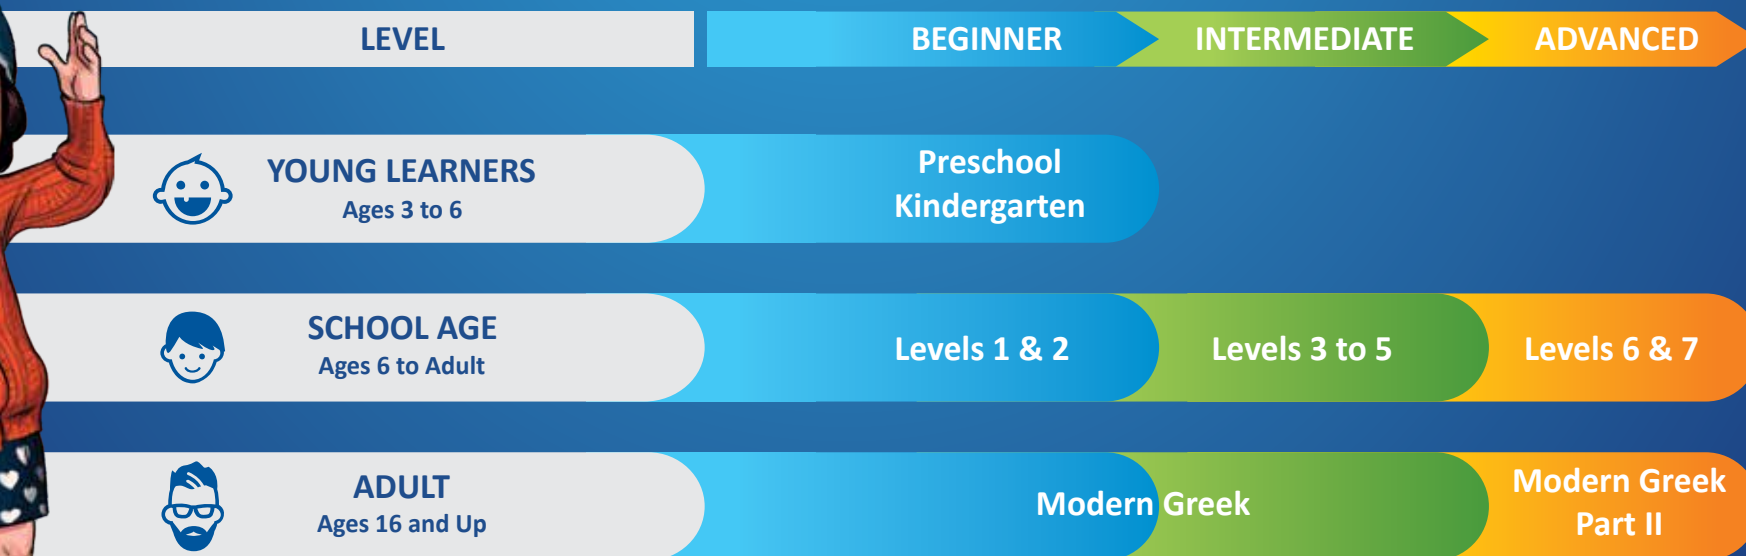 LEVEL BEGINNER INTERMEDIATE ADVANCED
YOUNG LEARNERS
Ages 3 to 6
Preschool
Kindergarten
SCHOOL AGE
Ages 6 to Adult
Levels 1 & 2
Levels 3 to 5
Levels 6 & 7
ADULT
Ages 16 and Up
Modern Greek
Modern Greek
Part II